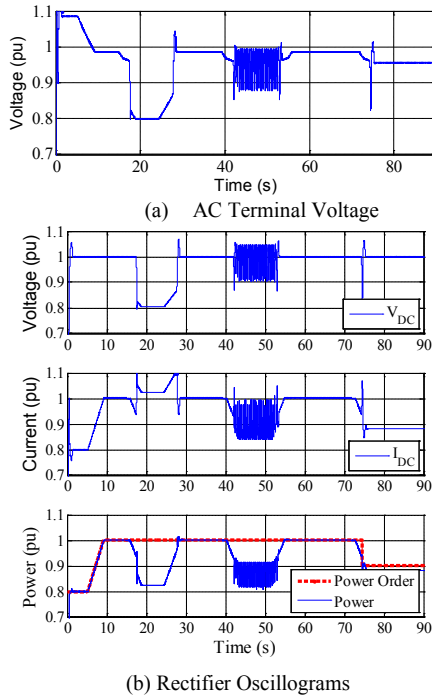 1.1
1
0.9
0.8
0.7
Voltage (pu)
0 20 40 60 80
Time (s)
(a) AC Terminal Voltage
1.1
1
0.9
0.8
0.7
Voltage (pu)
V_DC
0 10 20 30 40 50 60 70 80 90
1.1
1
0.9
0.8
0.7
Current (pu)
I_DC
0 10 20 30 40 50 60 70 80 90
1.1
1
0.9
0.8
0.7
Power (pu)
Power Order
Power
0 10 20 30 40 50 60 70 80 90
Time (s)
(b) Rectifier Oscillograms